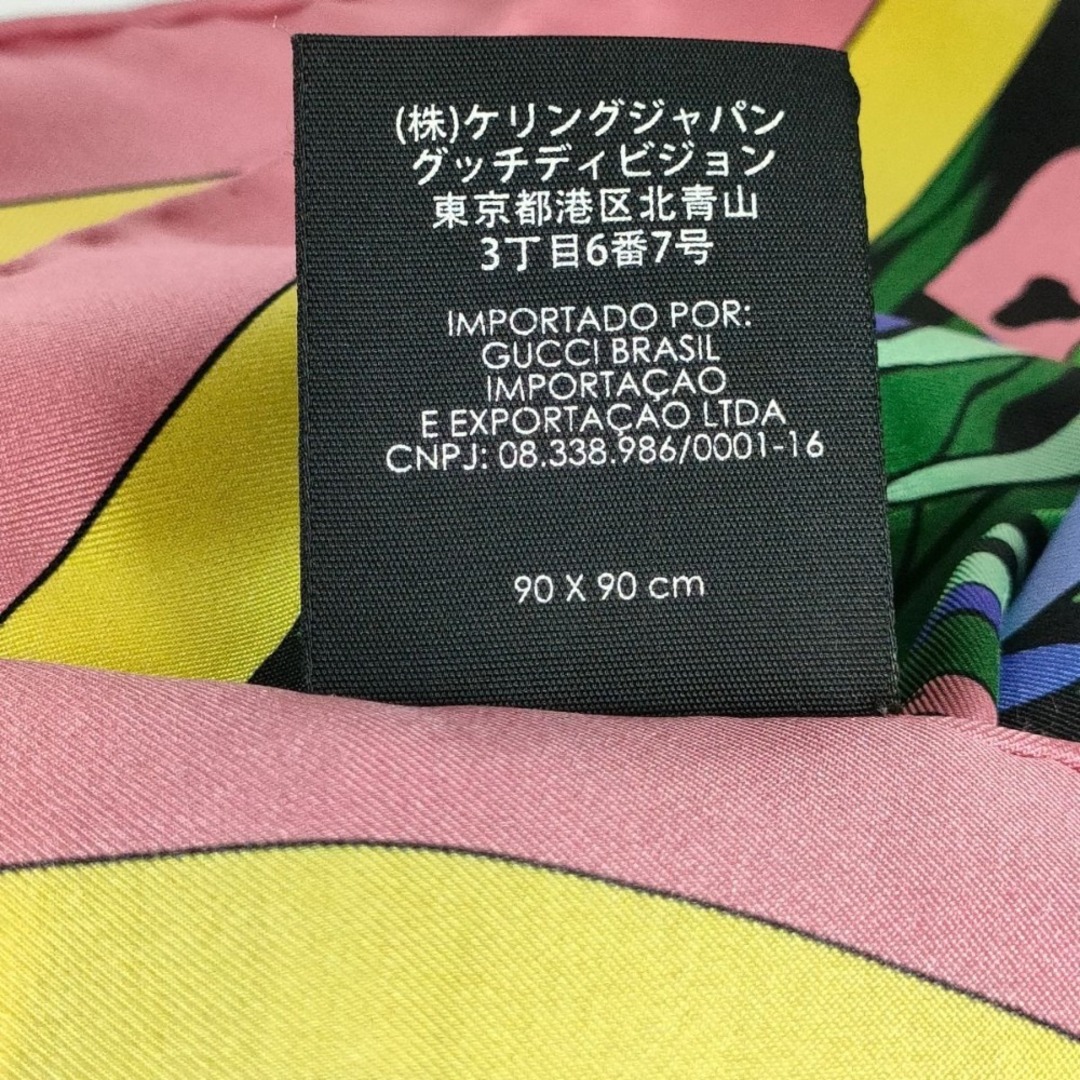 (株)ケリングジャパン
グッチディビジョン
東京都港区北青山
3丁目6番7号
IMPORTADO POR:
GUCCI BRASIL
IMPORTAÇAO
E EXPORTAÇAO LTDA
CNPJ: 08.338.986/0001-16
90 X 90 cm